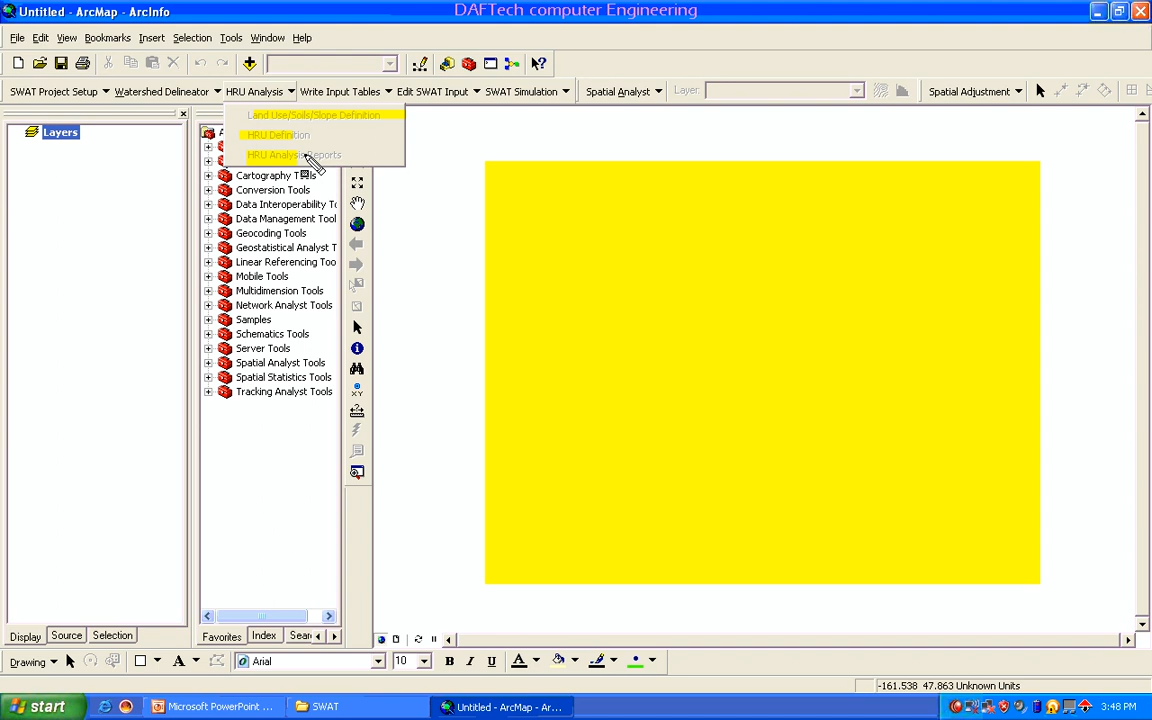 Untitled - ArcMap - ArcInfo
DAFTech computer Engineering
File Edit View Bookmarks Insert Selection Tools Window Help
SWAT Project Setup Watershed Delineator HRU Analysis Write Input Tables Edit SWAT Input SWAT Simulation Spatial Analyst Layer: Spatial Adjustment
Land Use/Soils/Slope Definition
HRU Definition
HRU Analysis Reports
Layers
Cartography
Conversion Tools
Data Interoperability To
Data Management Tool
Geocoding Tools
Geostatistical Analyst T
Linear Referencing Too
Mobile Tools
Multidimension Tools
Network Analyst Tools
Samples
Schematics Tools
Server Tools
Spatial Analyst Tools
Spatial Statistics Tools
Tracking Analyst Tools
XY
Display Source Selection Favorites Index Sear
Drawing A Arial 10 B I U A
-161.538 47.863 Unknown Units
start Microsoft PowerPoint ... SWAT Untitled - ArcMap - Ar... 3:48 PM